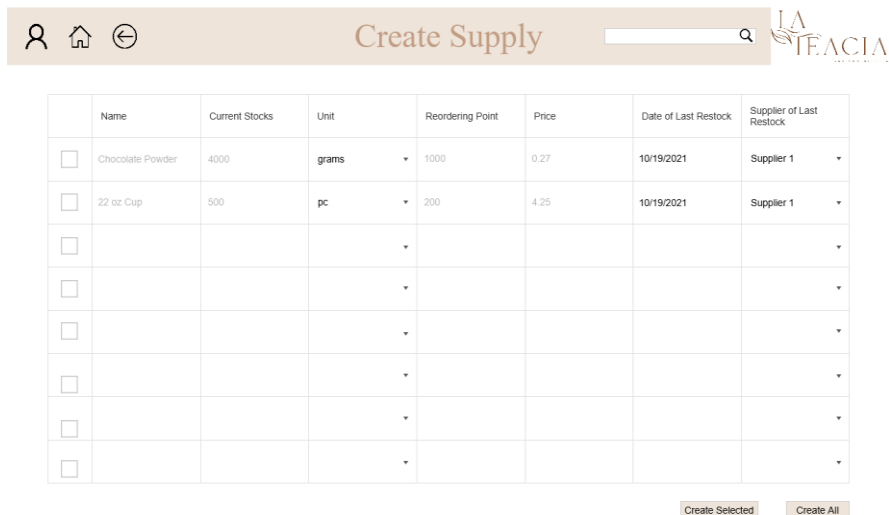 Create Supply
LA
TEACIA
Name Current Stocks Unit Reordering Point Price Date of Last Restock Supplier of Last
Restock
Chocolate Powder 4000 grams 1000 0.27 10/19/2021 Supplier 1
22 oz Cup 500 pc 200 4.25 10/19/2021 Supplier 1
Create Selected Create All